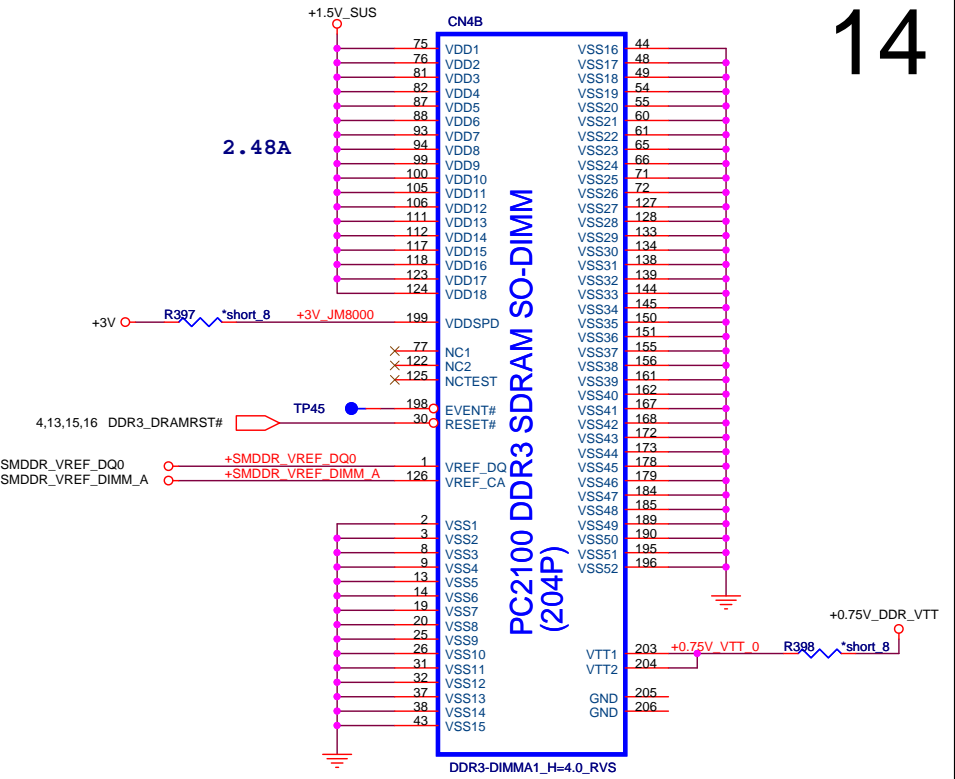 14
+1.5V_SUS
CN4B
2.48A
75 VDD1
76 VDD2
81 VDD3
82 VDD4
87 VDD5
88 VDD6
93 VDD7
94 VDD8
99 VDD9
100 VDD10
105 VDD11
106 VDD12
111 VDD13
112 VDD14
117 VDD15
118 VDD16
123 VDD17
124 VDD18
+3V R397 *short_8 +3V_JM8000 199 VDDSPD
77 NC1
122 NC2
125 NCTEST
TP45 198 EVENT#
4,13,15,16 DDR3_DRAMRST# 30 RESET#
SMDDR_VREF_DQ0 +SMDDR_VREF_DQ0 1 VREF_DQ
SMDDR_VREF_DIMM_A +SMDDR_VREF_DIMM_A 126 VREF_CA
2 VSS1
3 VSS2
8 VSS3
9 VSS4
13 VSS5
14 VSS6
19 VSS7
20 VSS8
25 VSS9
26 VSS10
31 VSS11
32 VSS12
37 VSS13
38 VSS14
43 VSS15
PC2100 DDR3 SDRAM SO-DIMM
(204P)
VSS16 44
VSS17 48
VSS18 49
VSS19 54
VSS20 55
VSS21 60
VSS22 61
VSS23 65
VSS24 66
VSS25 71
VSS26 72
VSS27 127
VSS28 128
VSS29 133
VSS30 134
VSS31 138
VSS32 139
VSS33 144
VSS34 145
VSS35 150
VSS36 151
VSS37 155
VSS38 156
VSS39 161
VSS40 162
VSS41 167
VSS42 168
VSS43 172
VSS44 173
VSS45 178
VSS46 179
VSS47 184
VSS48 185
VSS49 189
VSS50 190
VSS51 195
VSS52 196
+0.75V_DDR_VTT
VTT1 203 +0.75V_VTT_0 R398 *short_8
VTT2 204
GND 205
GND 206
DDR3-DIMMA1_H=4.0_RVS